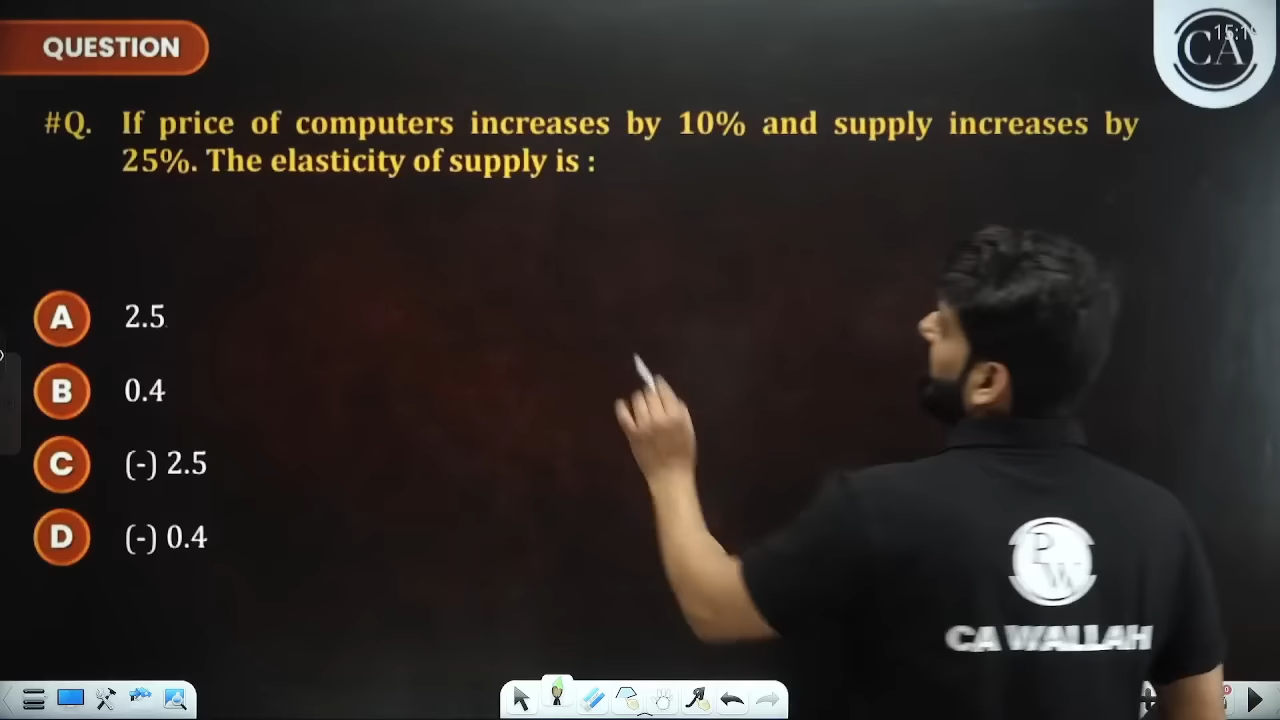 QUESTION
CA
#Q. If price of computers increases by 10% and supply increases by
25%. The elasticity of supply is :
A 2.5
B 0.4
C (-) 2.5
D (-) 0.4
PW
CA WALLAH